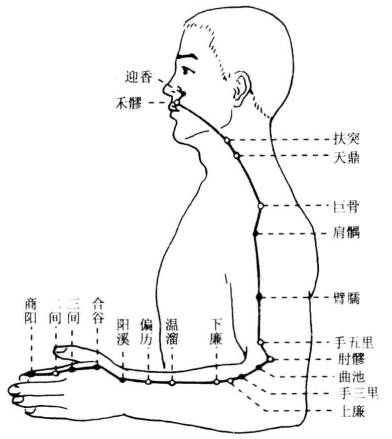 迎香
禾髎
扶突
天鼎
巨骨
肩髃
臂臑
手五里
肘髎
曲池
手三里
上廉
商阳
二间
三间
合谷
阳溪
偏历
温溜
下廉